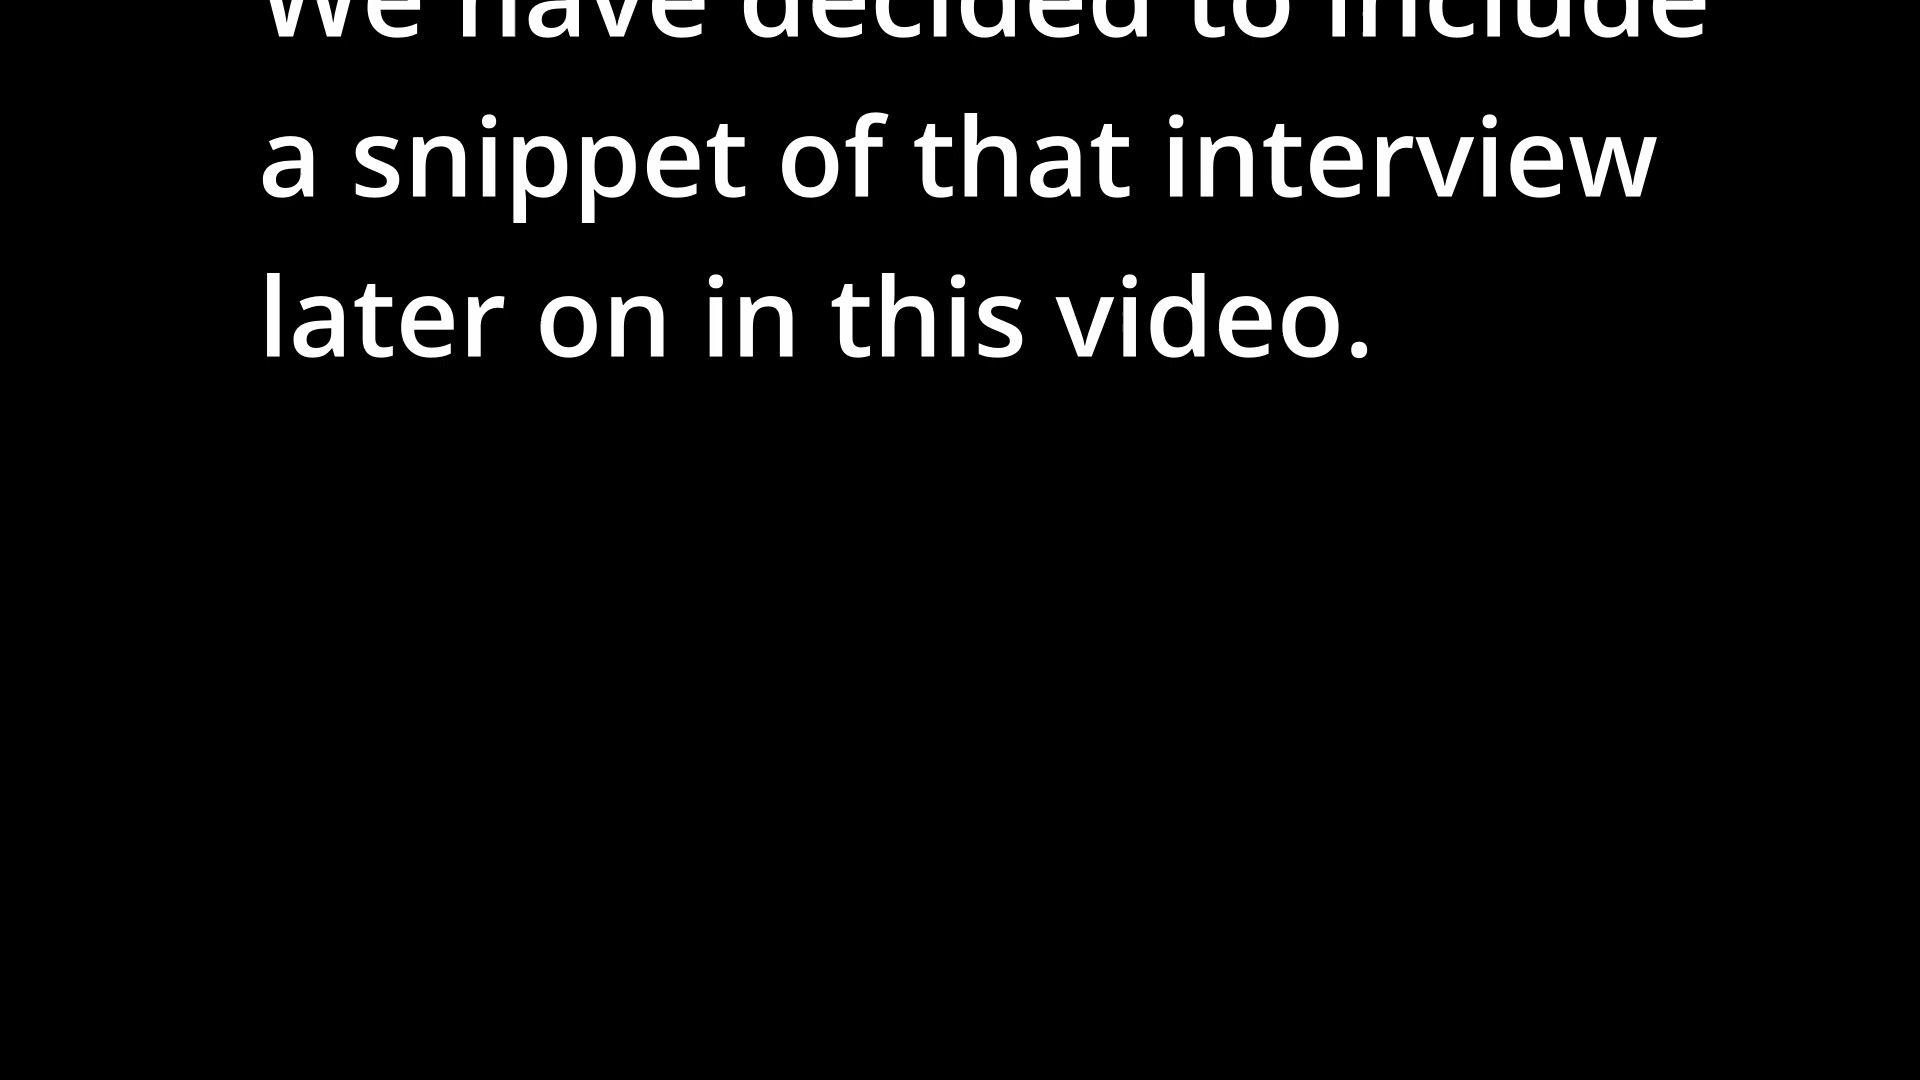 We have decided to include
a snippet of that interview
later on in this video.